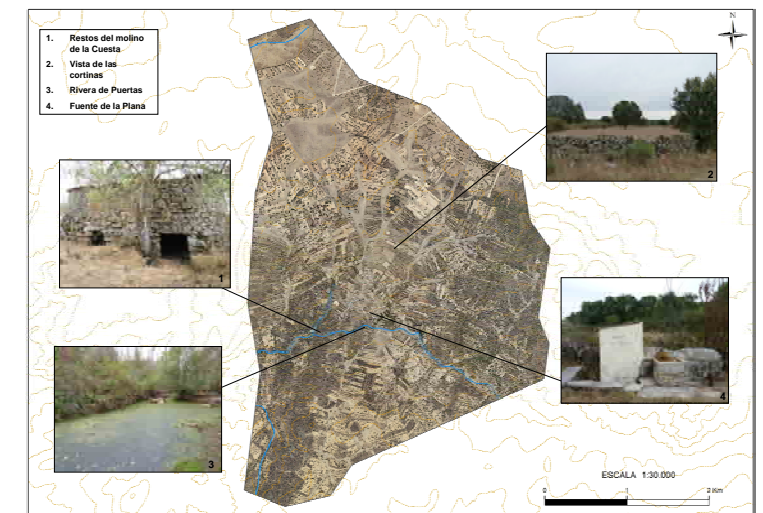 1. Restos del molino
de la Cuesta
2. Vista de las
cortinas
3. Rivera de Puertas
4. Fuente de la Plana
N
2
1
4
3
ESCALA 1:30.000
0 1 2 Km